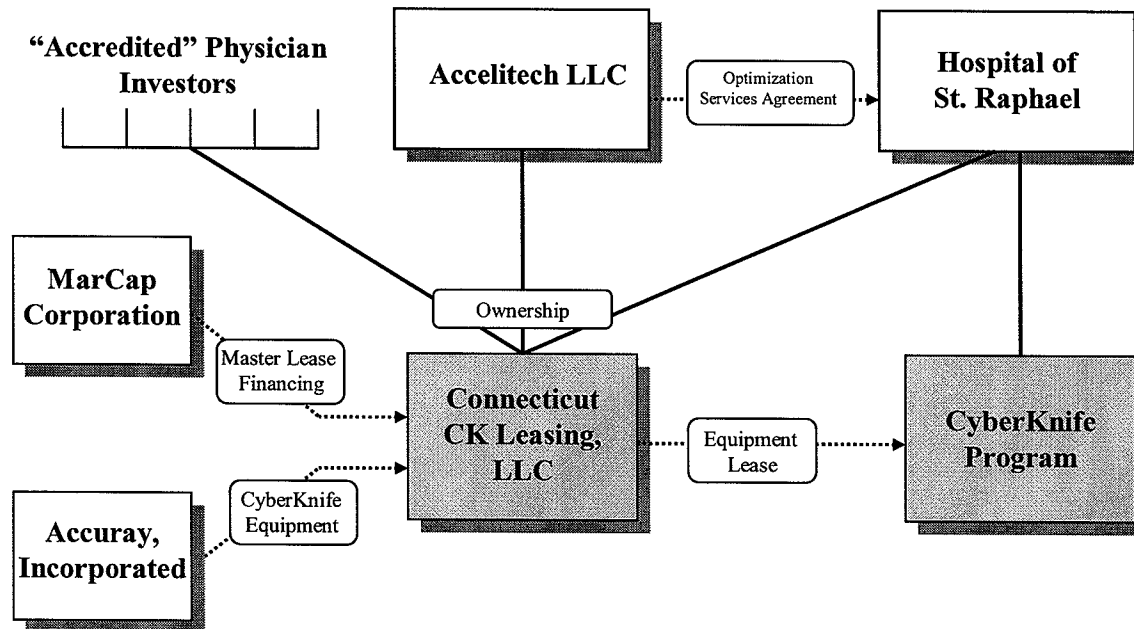 “Accredited” Physician
Investors
Accelitech LLC
Optimization
Services Agreement
Hospital of
St. Raphael
MarCap
Corporation
Ownership
Master Lease
Financing
Connecticut
CK Leasing,
LLC
Equipment
Lease
CyberKnife
Program
CyberKnife
Equipment
Accuray,
Incorporated